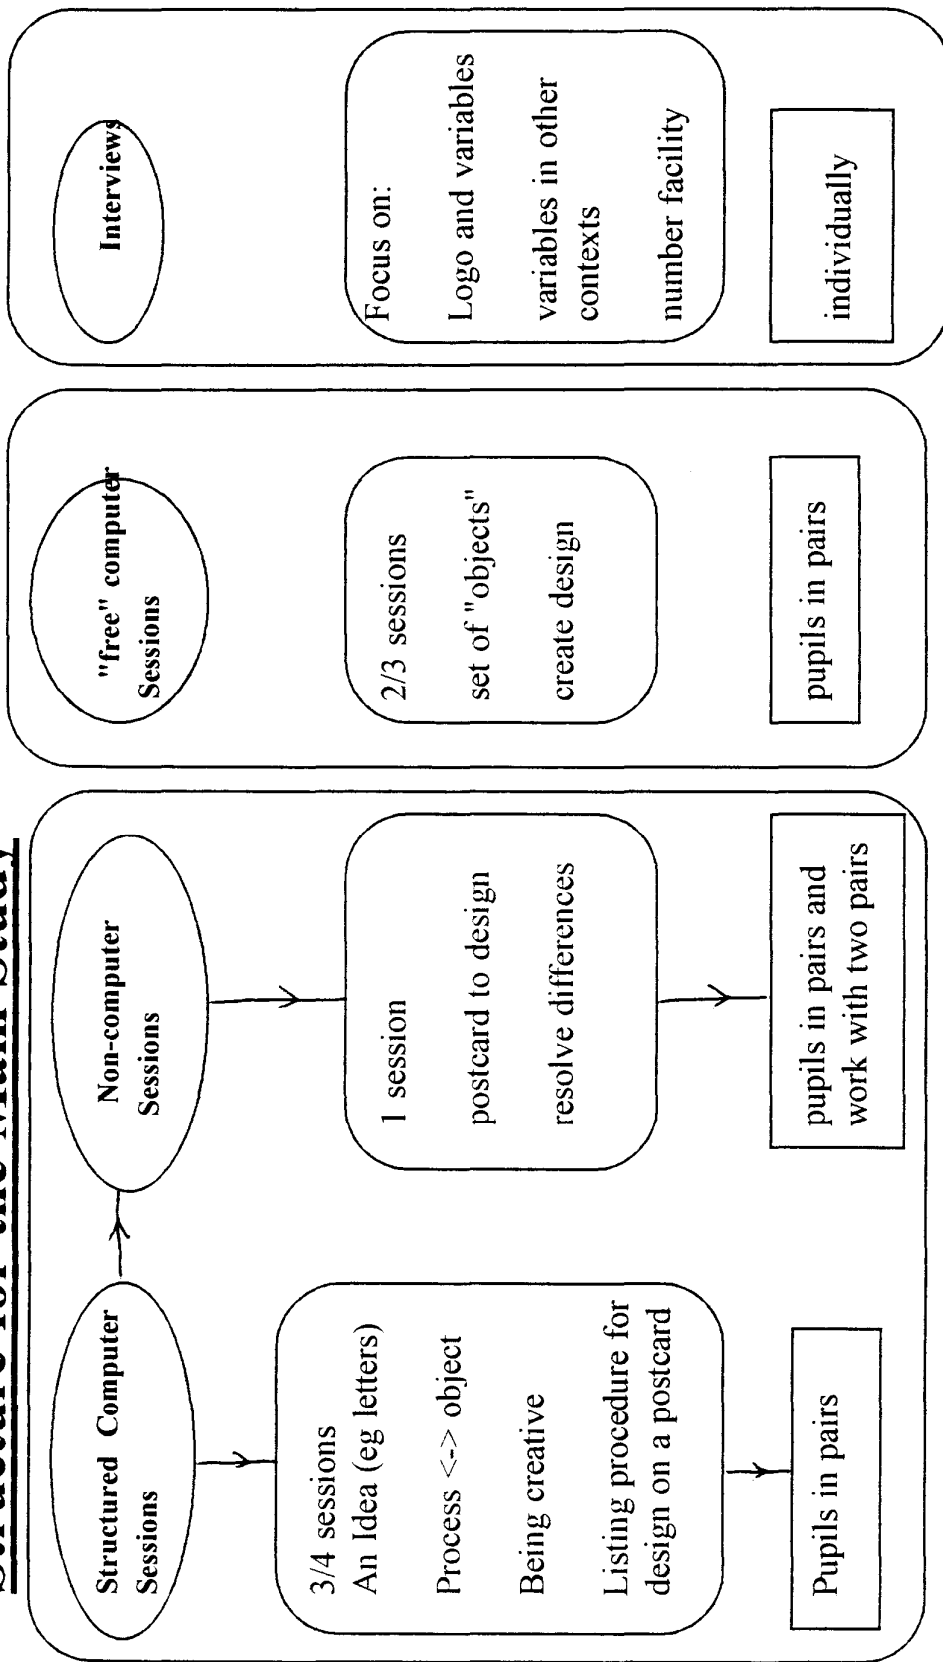 Structure for the Main Study
Structured Computer
Sessions
3/4 sessions
An Idea (eg letters)
Process <-> object
Being creative
Listing procedure for
design on a postcard
Pupils in pairs
Non-computer
Sessions
1 session
postcard to design
resolve differences
pupils in pairs and
work with two pairs
"free" computer
Sessions
2/3 sessions
set of "objects"
create design
pupils in pairs
Interviews
Focus on:
Logo and variables
variables in other
contexts
number facility
individually